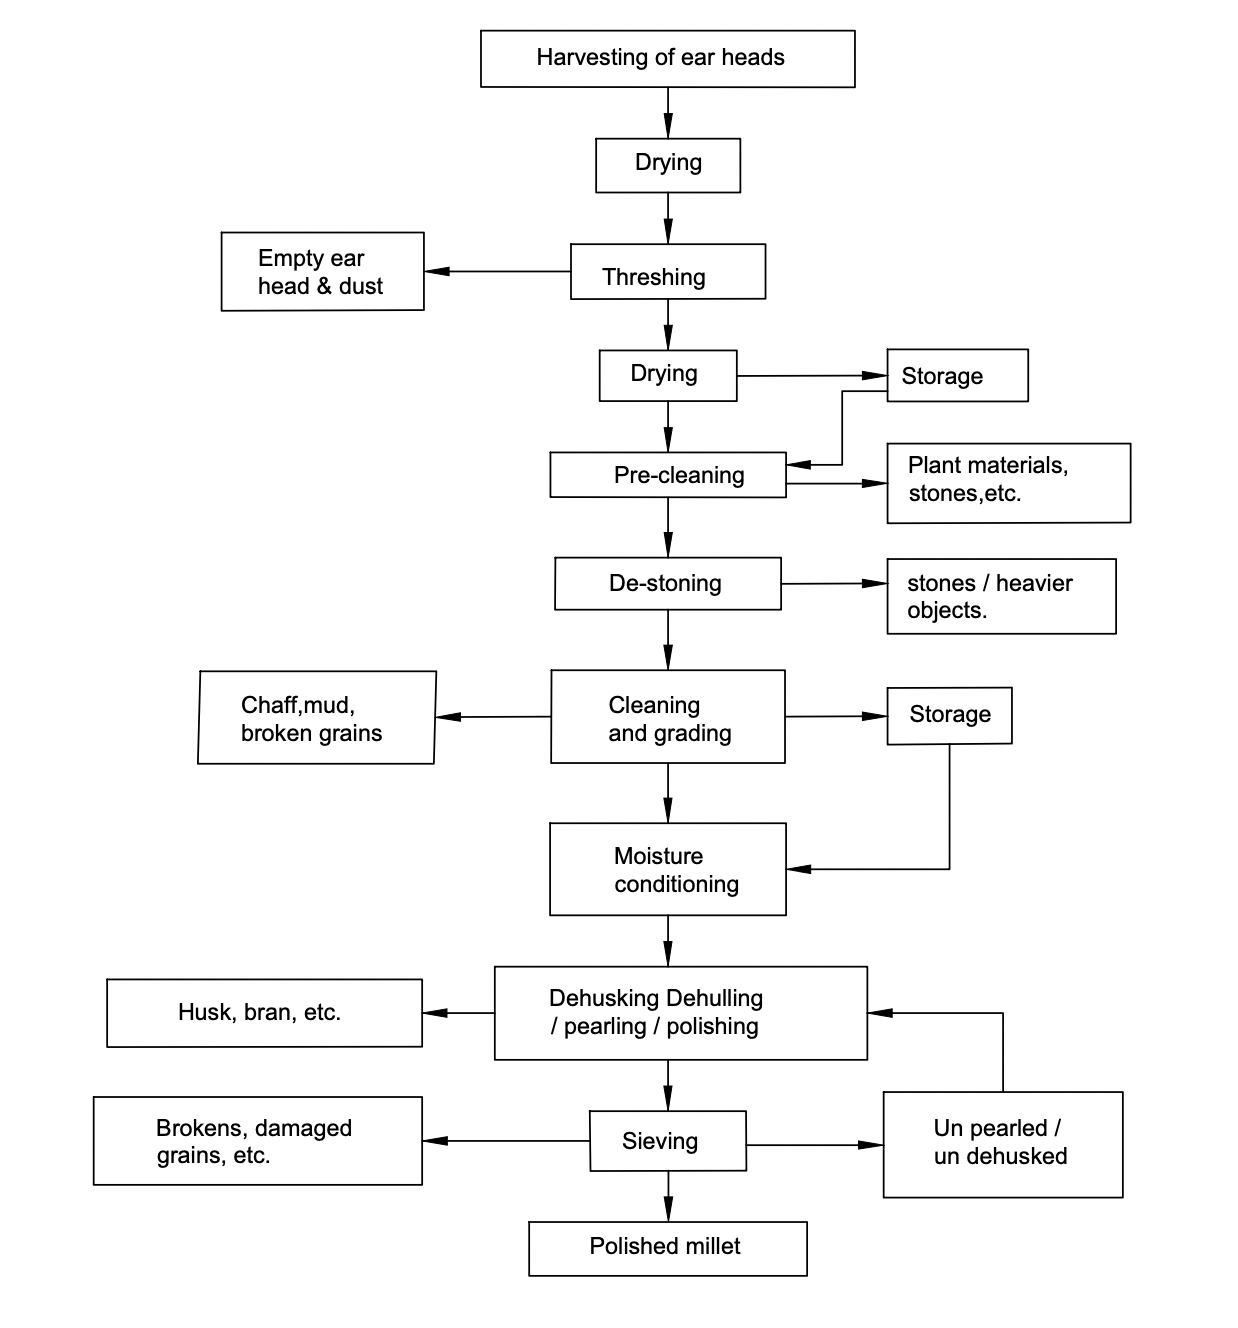 Harvesting of ear heads
Drying
Empty ear
head & dust
Threshing
Drying
Storage
Pre-cleaning
Plant materials,
stones,etc.
De-stoning
stones / heavier
objects.
Chaff,mud,
broken grains
Cleaning
and grading
Storage
Moisture
conditioning
Husk, bran, etc.
Dehusking Dehulling
/ pearling / polishing
Brokens, damaged
grains, etc.
Sieving
Un pearled /
un dehusked
Polished millet